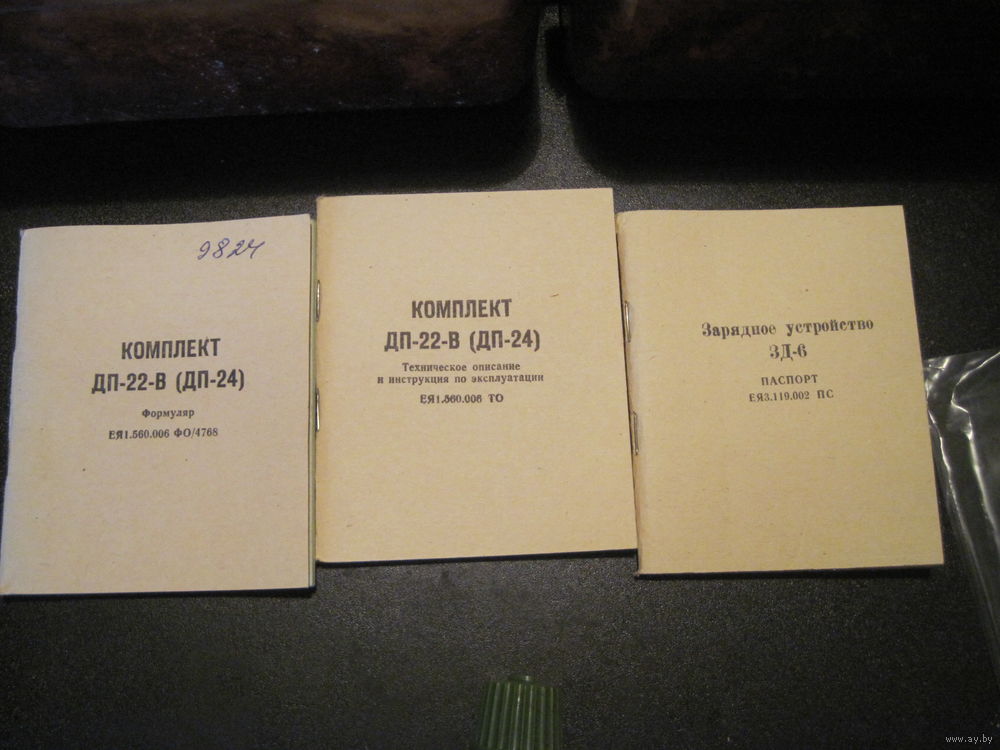 9824
КОМПЛЕКТ
ДП-22-В (ДП-24)
Формуляр
ЕЯ1.560.006 ФО/4768
КОМПЛЕКТ
ДП-22-В (ДП-24)
Техническое описание
и инструкция по эксплуатации
ЕЯ1.560.006 ТО
Зарядное устройство
ЗД-6
ПАСПОРТ
ЕЯ3.119.002 ПС
www.ay.by